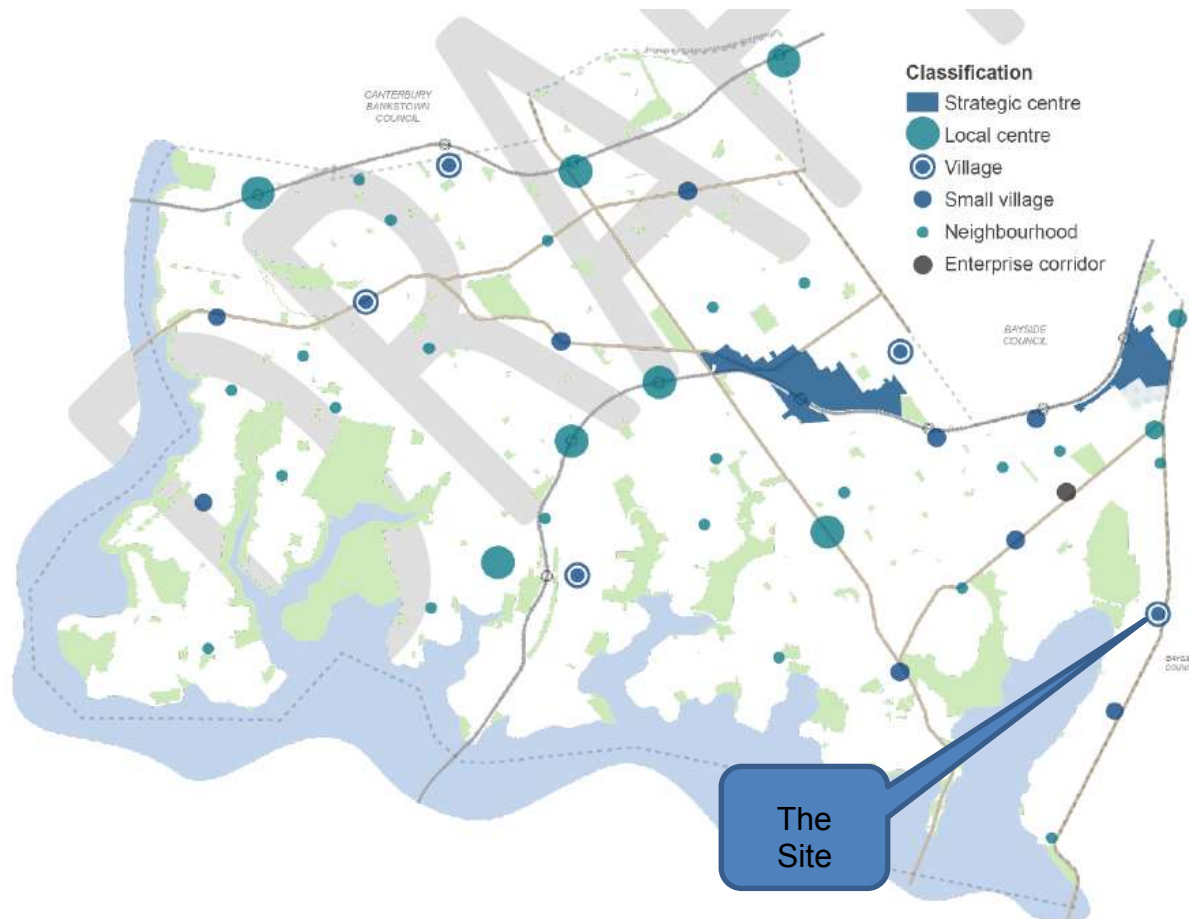 CANTERBURY
BANKSTOWN
COUNCIL
Classification
Strategic centre
Local centre
Village
Small village
Neighbourhood
Enterprise corridor
BAYSIDE
COUNCIL
The
Site